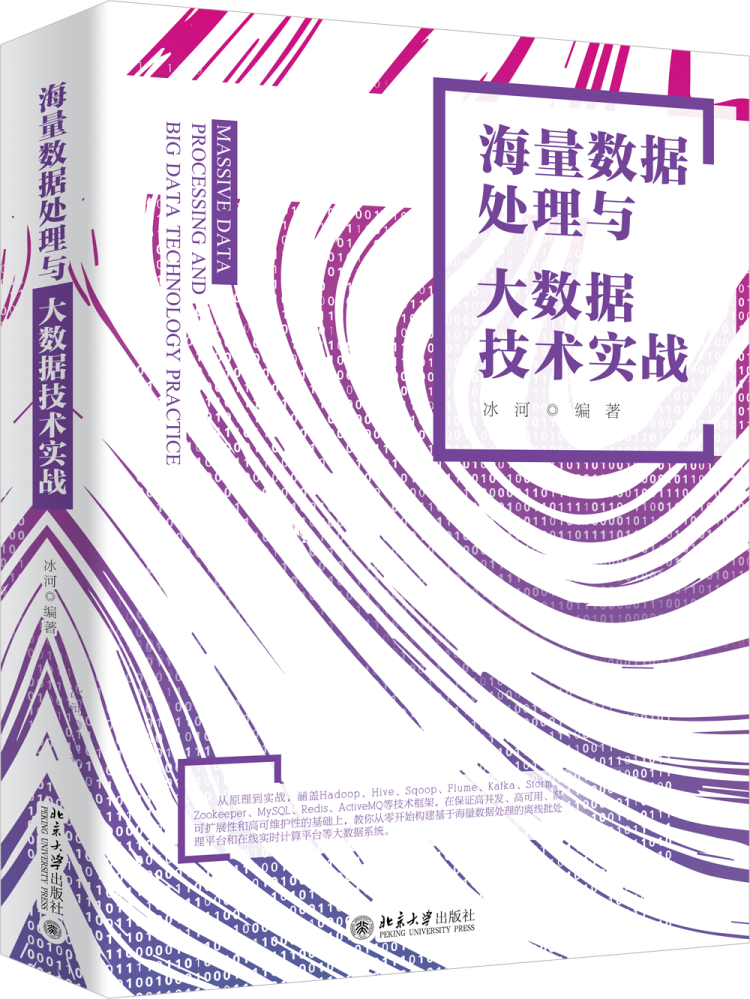 海量数据处理与
大数据技术实战
冰河◎编著
北京大学出版社
PEKING UNIVERSITY PRESS
MASSIVE DATA
PROCESSING AND
BIG DATA TECHNOLOGY PRACTICE
海量数据
处理与
大数据
技术实战
冰 河 ◎ 编 著
从原理到实战，涵盖Hadoop、Hive、Sqoop、Flume、Kafka、Storm、
Zookeeper、MySQL、Redis、ActiveMQ等技术框架，在保证高并发、高可用、高
可扩展性和高可维护性的基础上，教你从零开始构建基于海量数据处理的离线批处
理平台和在线实时计算平台等大数据系统。
北京大学出版社
PEKING UNIVERSITY PRESS